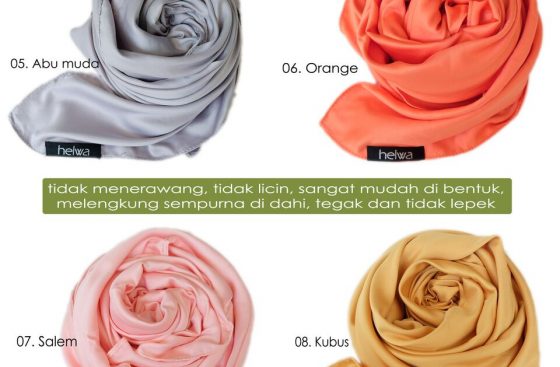 05. Abu muda
06. Orange
helwa
helwa
tidak menerawang, tidak licin, sangat mudah di bentuk,
melengkung sempurna di dahi, tegak dan tidak lepek
07. Salem
08. Kubus